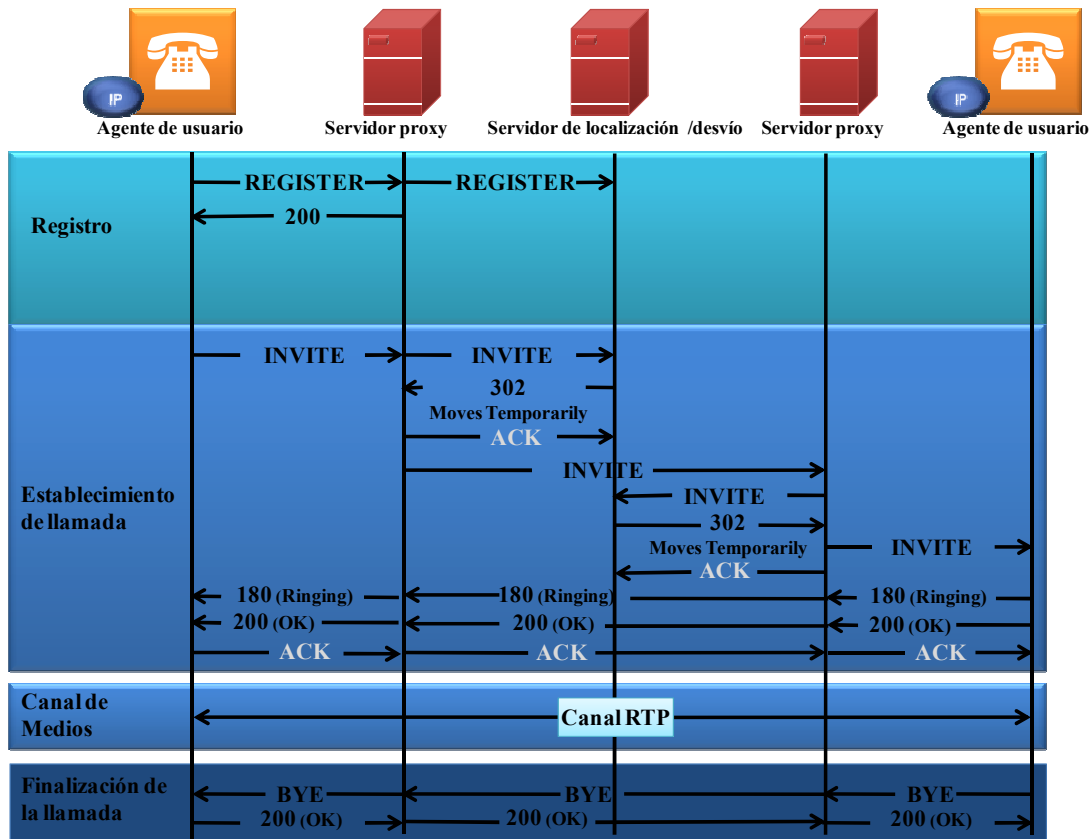 IP
IP
Agente de usuario
Servidor proxy
Servidor de localización /desvío
Servidor proxy
Agente de usuario
Registro
REGISTER
REGISTER
200
Establecimiento
de llamada
INVITE
INVITE
302
Moves Temporarily
ACK
INVITE
INVITE
302
Moves Temporarily
INVITE
ACK
180 (Ringing)
180 (Ringing)
180 (Ringing)
200 (OK)
200 (OK)
200 (OK)
ACK
ACK
ACK
Canal de
Medios
Canal RTP
Finalización de
la llamada
BYE
BYE
BYE
200 (OK)
200 (OK)
200 (OK)